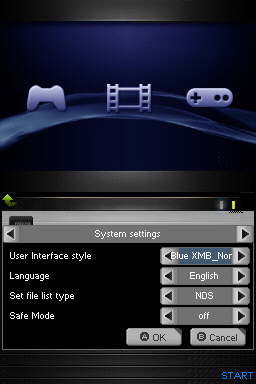 System settings
User Interface style
Blue XMB_Nor
Language
English
Set file list type
NDS
Safe Mode
off
A OK
B Cancel
START